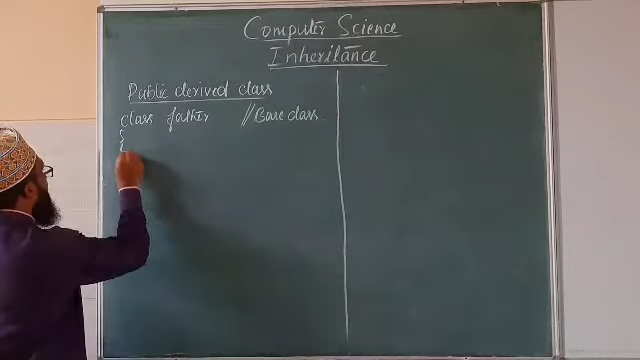 Computer Science
Inheritance
Public derived class
class father //Base class
{